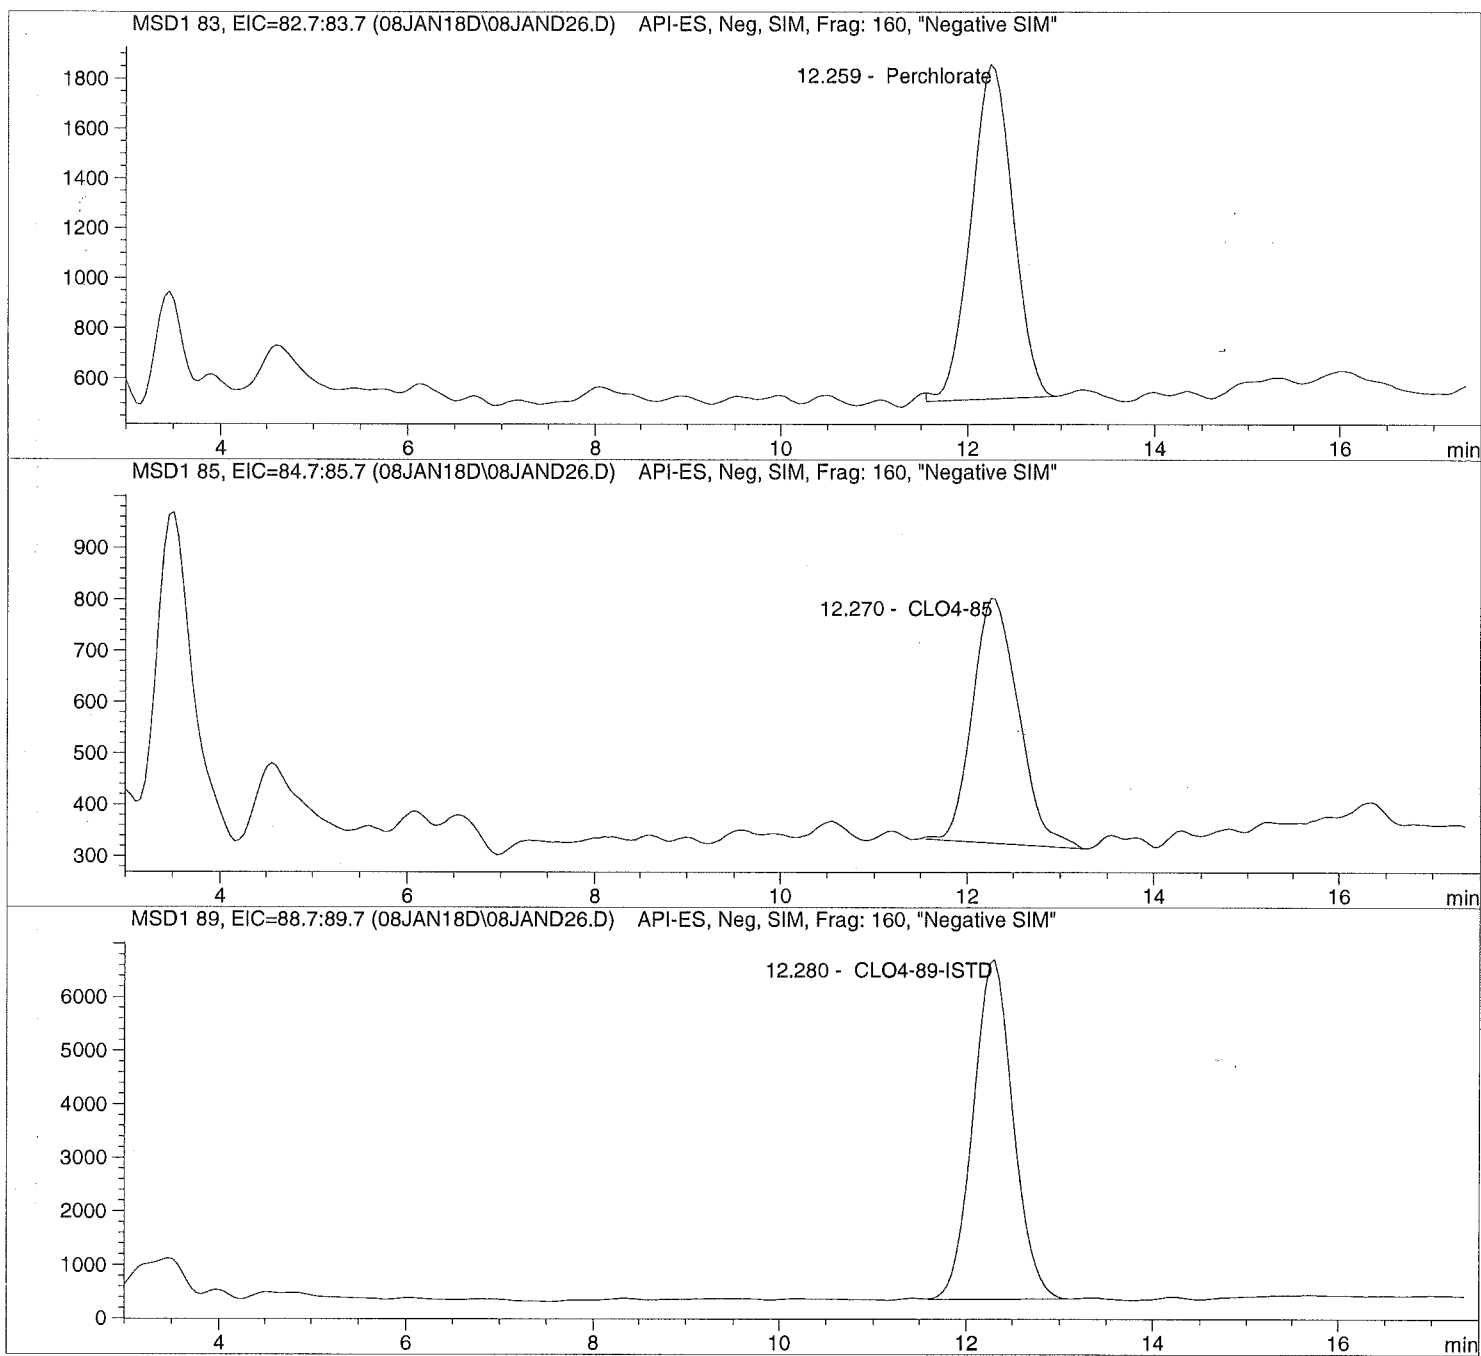 MSD1 83, EIC=82.7:83.7 (08JAN18D\08JAND26.D) API-ES, Neg, SIM, Frag: 160, "Negative SIM"
12.259 - Perchlorate
1800
1600
1400
1200
1000
800
600
4 6 8 10 12 14 16 min
MSD1 85, EIC=84.7:85.7 (08JAN18D\08JAND26.D) API-ES, Neg, SIM, Frag: 160, "Negative SIM"
900
800
12.270 - CLO4-85
700
600
500
400
300
4 6 8 10 12 14 16 min
MSD1 89, EIC=88.7:89.7 (08JAN18D\08JAND26.D) API-ES, Neg, SIM, Frag: 160, "Negative SIM"
12.280 - CLO4-89-ISTD
6000
5000
4000
3000
2000
1000
0
4 6 8 10 12 14 16 min